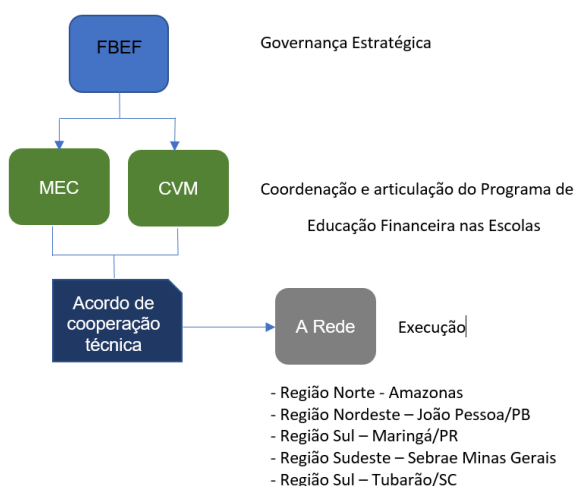 FBEF
Governança Estratégica
MEC
CVM
Coordenação e articulação do Programa de
Educação Financeira nas Escolas
Acordo de
cooperação
técnica
A Rede
Execução
- Região Norte - Amazonas
- Região Nordeste – João Pessoa/PB
- Região Sul – Maringá/PR
- Região Sudeste – Sebrae Minas Gerais
- Região Sul – Tubarão/SC